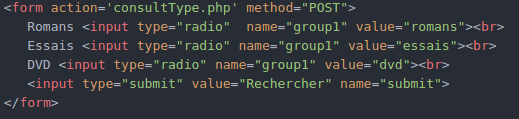 <form action='consultType.php' method="POST">
Romans <input type="radio"  name="group1" value="romans"><br>
Essais <input type="radio" name="group1" value="essais"><br>
DVD <input type="radio" name="group1" value="dvd"><br>
<input type="submit" value="Rechercher" name="submit">
</form>